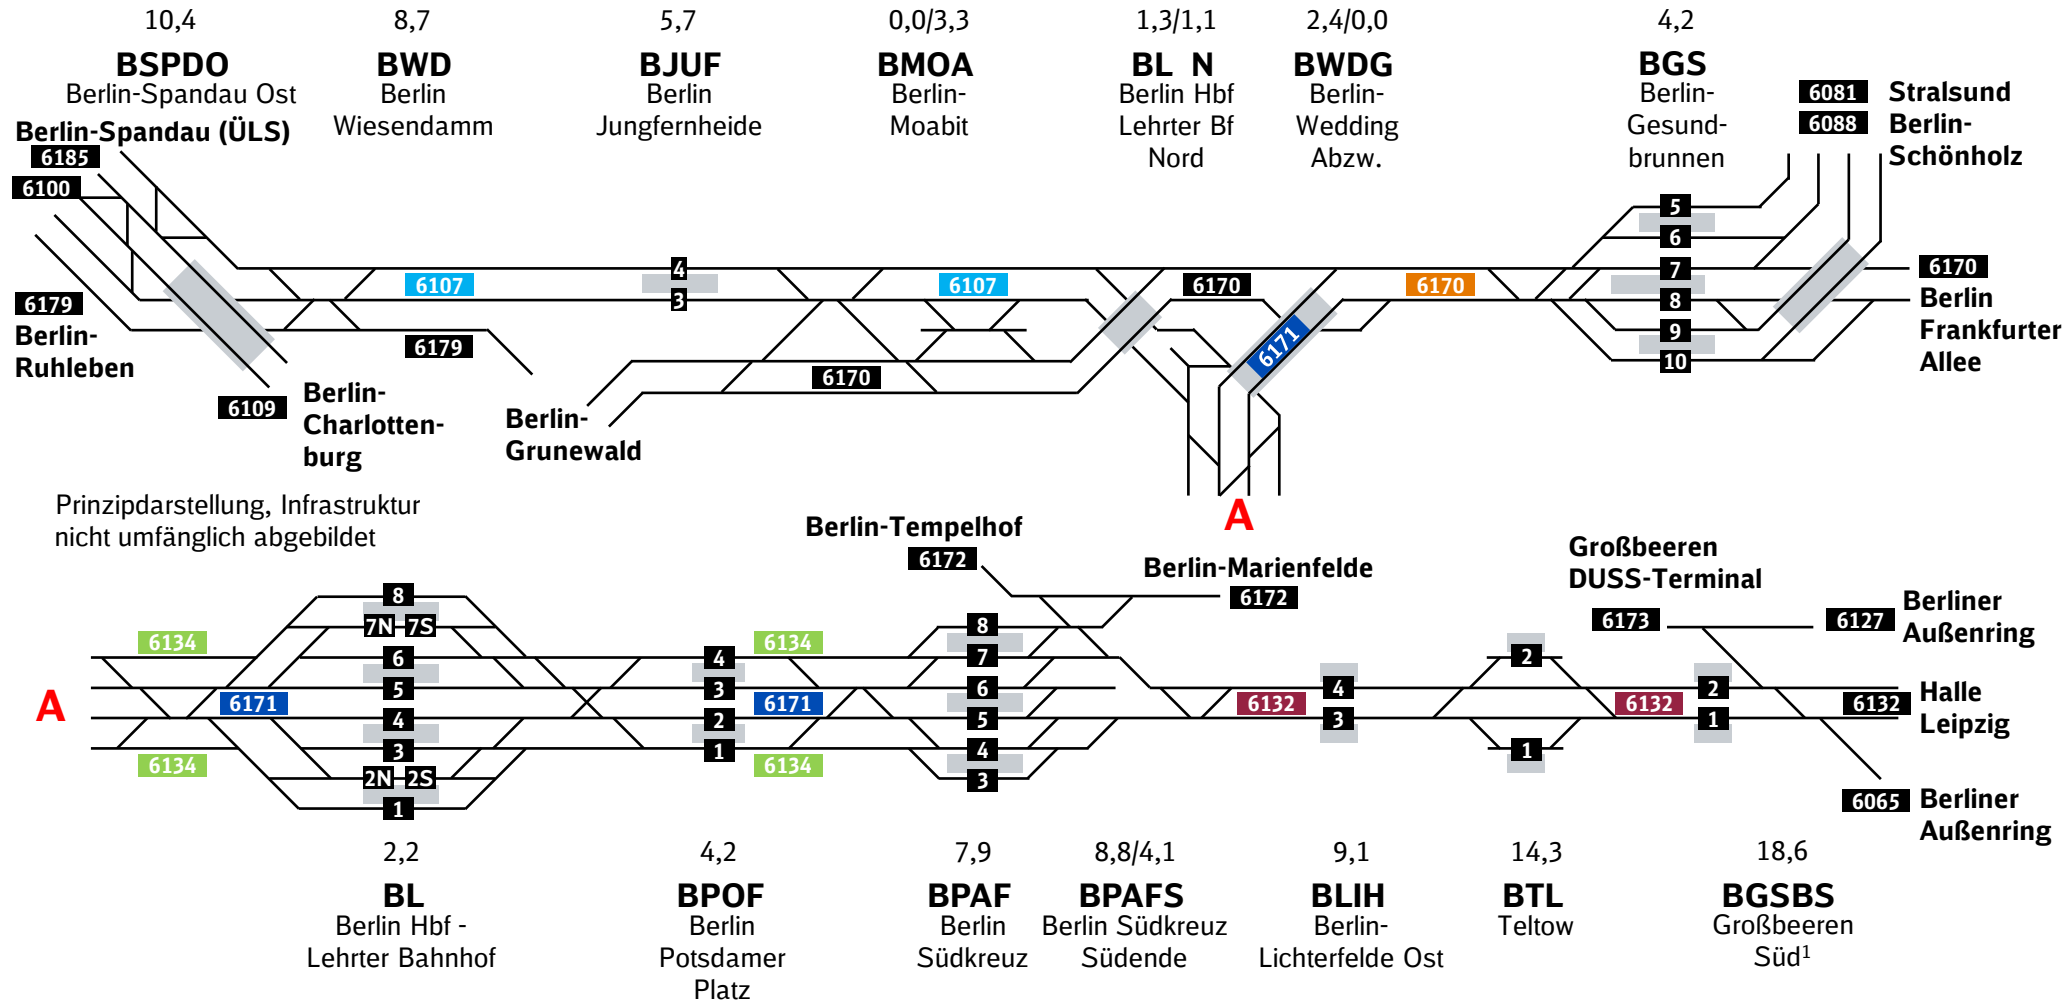 10,4
BSPDO
Berlin-Spandau Ost
8,7
BWD
Berlin
Wiesendamm
5,7
BJUF
Berlin
Jungfernheide
0,0/3,3
BMOA
Berlin-
Moabit
1,3/1,1
BL N
Berlin Hbf
Lehrter Bf
Nord
2,4/0,0
BWDG
Berlin-
Wedding
Abzw.
4,2
BGS
Berlin-
Gesund-
brunnen
6081
6088
Stralsund
Berlin-
Schönholz
Berlin-Spandau (ÜLS)
6185
6100
6179
Berlin-
Ruhleben
6107
4
3
6107
6170
6170
5
6
7
8
9
10
6170
Berlin
Frankfurter
Allee
6179
6170
6171
6109
Berlin-
Charlotten-
burg
Berlin-
Grunewald
A
Prinzipdarstellung, Infrastruktur
nicht umfänglich abgebildet
Berlin-Tempelhof
6172
Berlin-Marienfelde
6172
Großbeeren
DUSS-Terminal
6173
6127
Berliner
Außenring
A
6134
6171
6134
8
7N 7S
6
5
4
3
2N 2S
1
4
3
2
1
6134
6171
6134
8
7
6
5
4
3
6132
4
3
2
1
6132
2
1
6132
Halle
Leipzig
6065
Berliner
Außenring
2,2
BL
Berlin Hbf -
Lehrter Bahnhof
4,2
BPOF
Berlin
Potsdamer
Platz
7,9
BPAF
Berlin
Südkreuz
8,8/4,1
BPAFS
Berlin Südkreuz
Südende
9,1
BLIH
Berlin-
Lichterfelde Ost
14,3
BTL
Teltow
18,6
BGSBS
Großbeeren
Süd¹